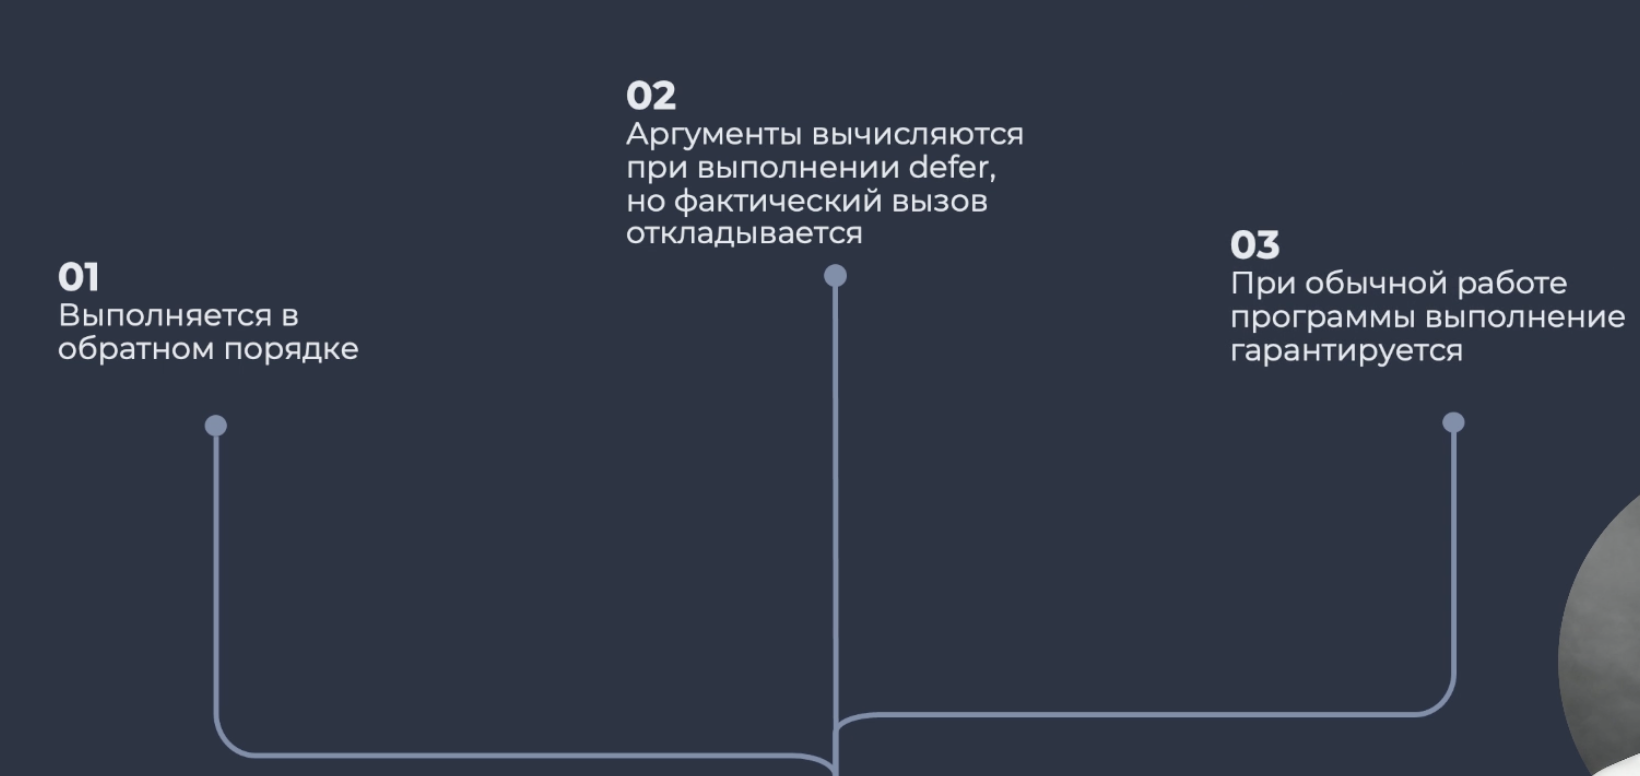 01
Выполняется в
обратном порядке
02
Аргументы вычисляются
при выполнении defer,
но фактический вызов
откладывается
03
При обычной работе
программы выполнение
гарантируется